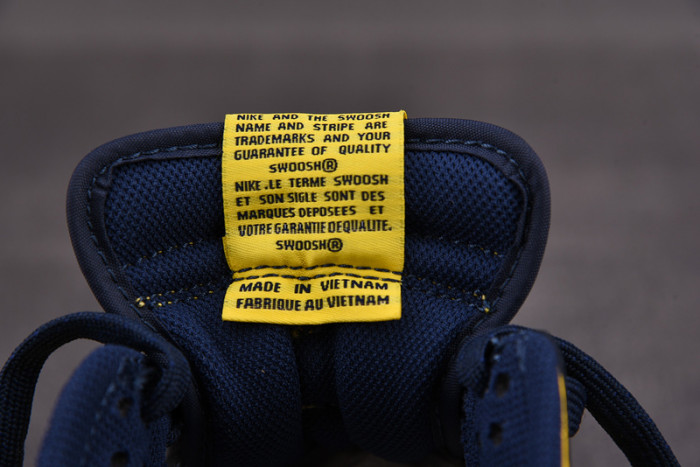 NIKE AND THE SWOOSH
NAME AND STRIPE ARE
TRADEMARKS AND YOUR
GUARANTEE OF QUALITY
SWOOSH®
NIKE.LE TERME SWOOSH
ET SON SIGLE SONT DES
MARQUES DEPOSEES ET
VOTRE GARANTIE DEQUALITE.
SWOOSH®
MADE IN VIETNAM
FABRIQUE AU VIETNAM